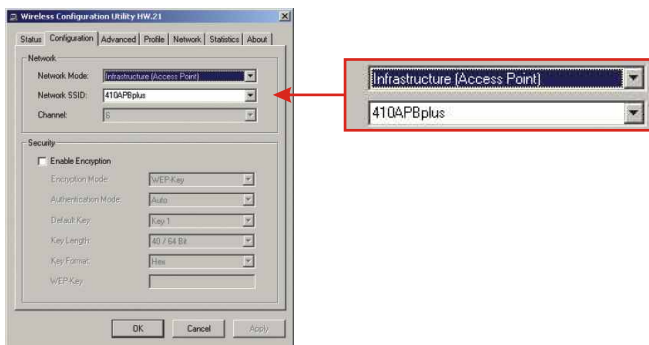 Wireless Configuration Utility HW.21
Status Configuration Advanced Profile Network Statistics About
Network
Network Mode: Infrastructure (Access Point)
Network SSID: 410APBplus
Channel: 6
Security
Enable Encryption
Encryption Mode: WEP-Key
Authentication Mode: Auto
Default Key: Key 1
Key Length: 40 / 64 Bit
Key Format: Hex
WEP Key:
OK Cancel Apply
Infrastructure (Access Point)
410APBplus